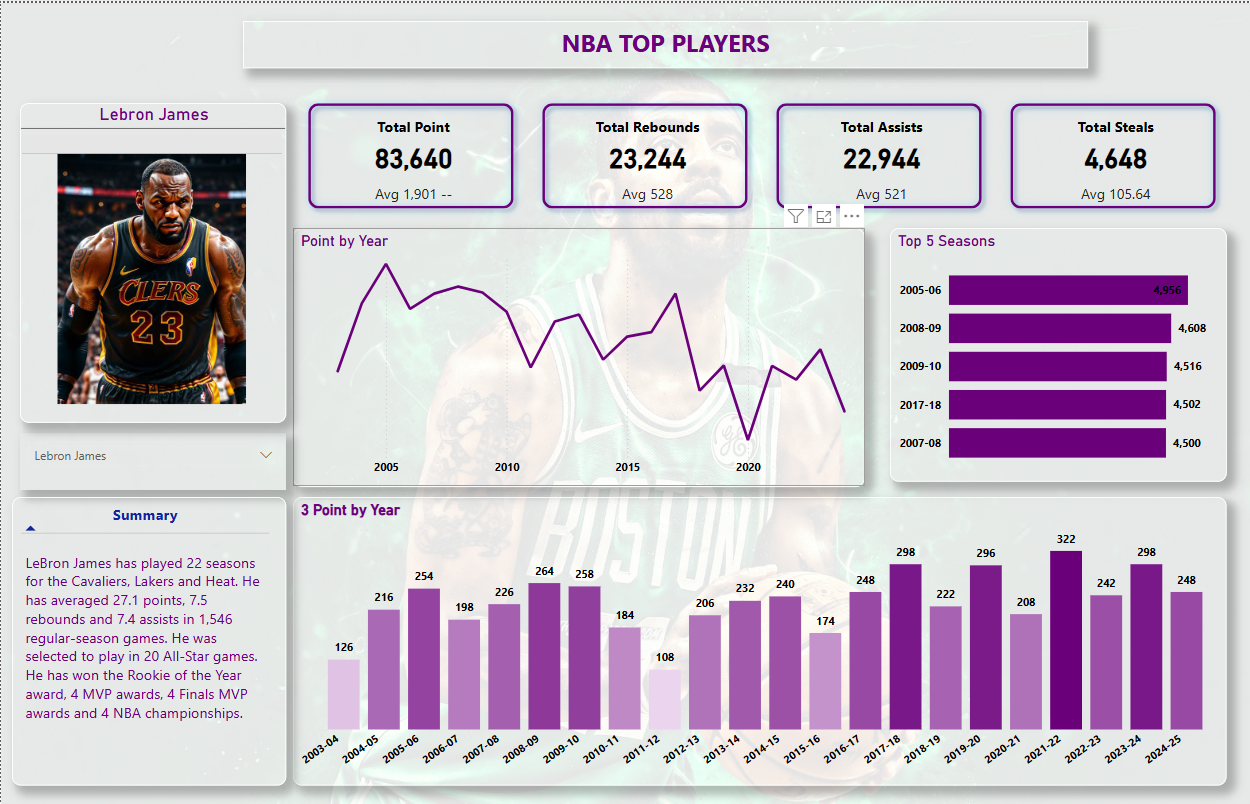 NBA TOP PLAYERS
Lebron James
Total Point
83,640
Avg 1,901 --
Total Rebounds
23,244
Avg 528
Total Assists
22,944
Avg 521
Total Steals
4,648
Avg 105.64
CLERS
23
Lebron James
Point by Year
2005
2010
2015
2020
Top 5 Seasons
2005-06
4,956
2008-09
4,608
2009-10
4,516
2017-18
4,502
2007-08
4,500
Summary
LeBron James has played 22 seasons
for the Cavaliers, Lakers and Heat. He
has averaged 27.1 points, 7.5
rebounds and 7.4 assists in 1,546
regular-season games. He was
selected to play in 20 All-Star games.
He has won the Rookie of the Year
award, 4 MVP awards, 4 Finals MVP
awards and 4 NBA championships.
3 Point by Year
126
216
254
198
226
264
258
184
108
206
232
240
174
248
298
222
296
208
322
242
298
248
2003-04
2004-05
2005-06
2006-07
2007-08
2008-09
2009-10
2010-11
2011-12
2012-13
2013-14
2014-15
2015-16
2016-17
2017-18
2018-19
2019-20
2020-21
2021-22
2022-23
2023-24
2024-25
BOSTON